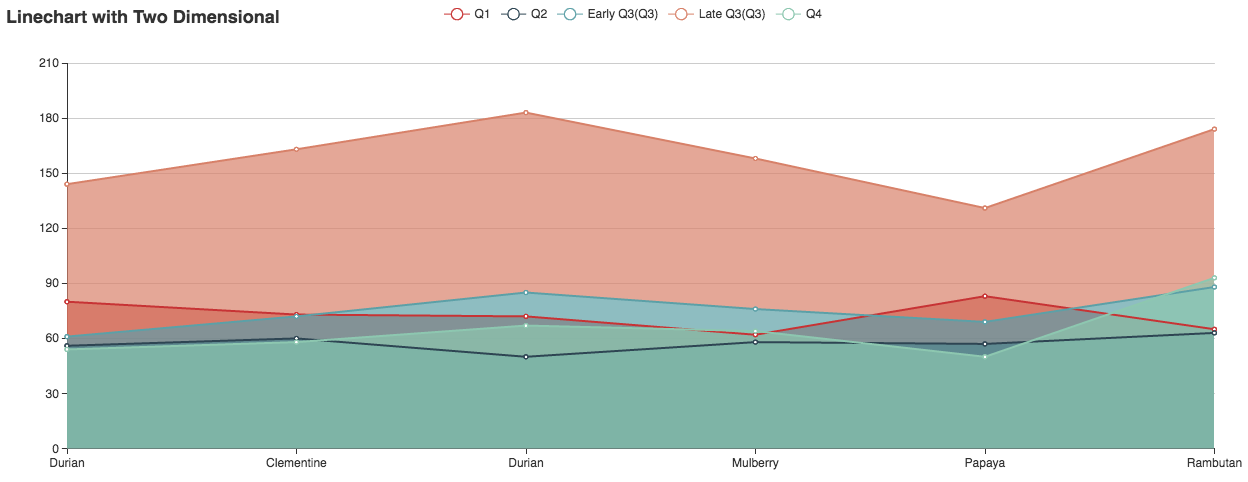 Linechart with Two Dimensional
Q1 Q2 Early Q3(Q3) Late Q3(Q3) Q4
210
180
150
120
90
60
30
0
Durian Clementine Durian Mulberry Papaya Rambutan